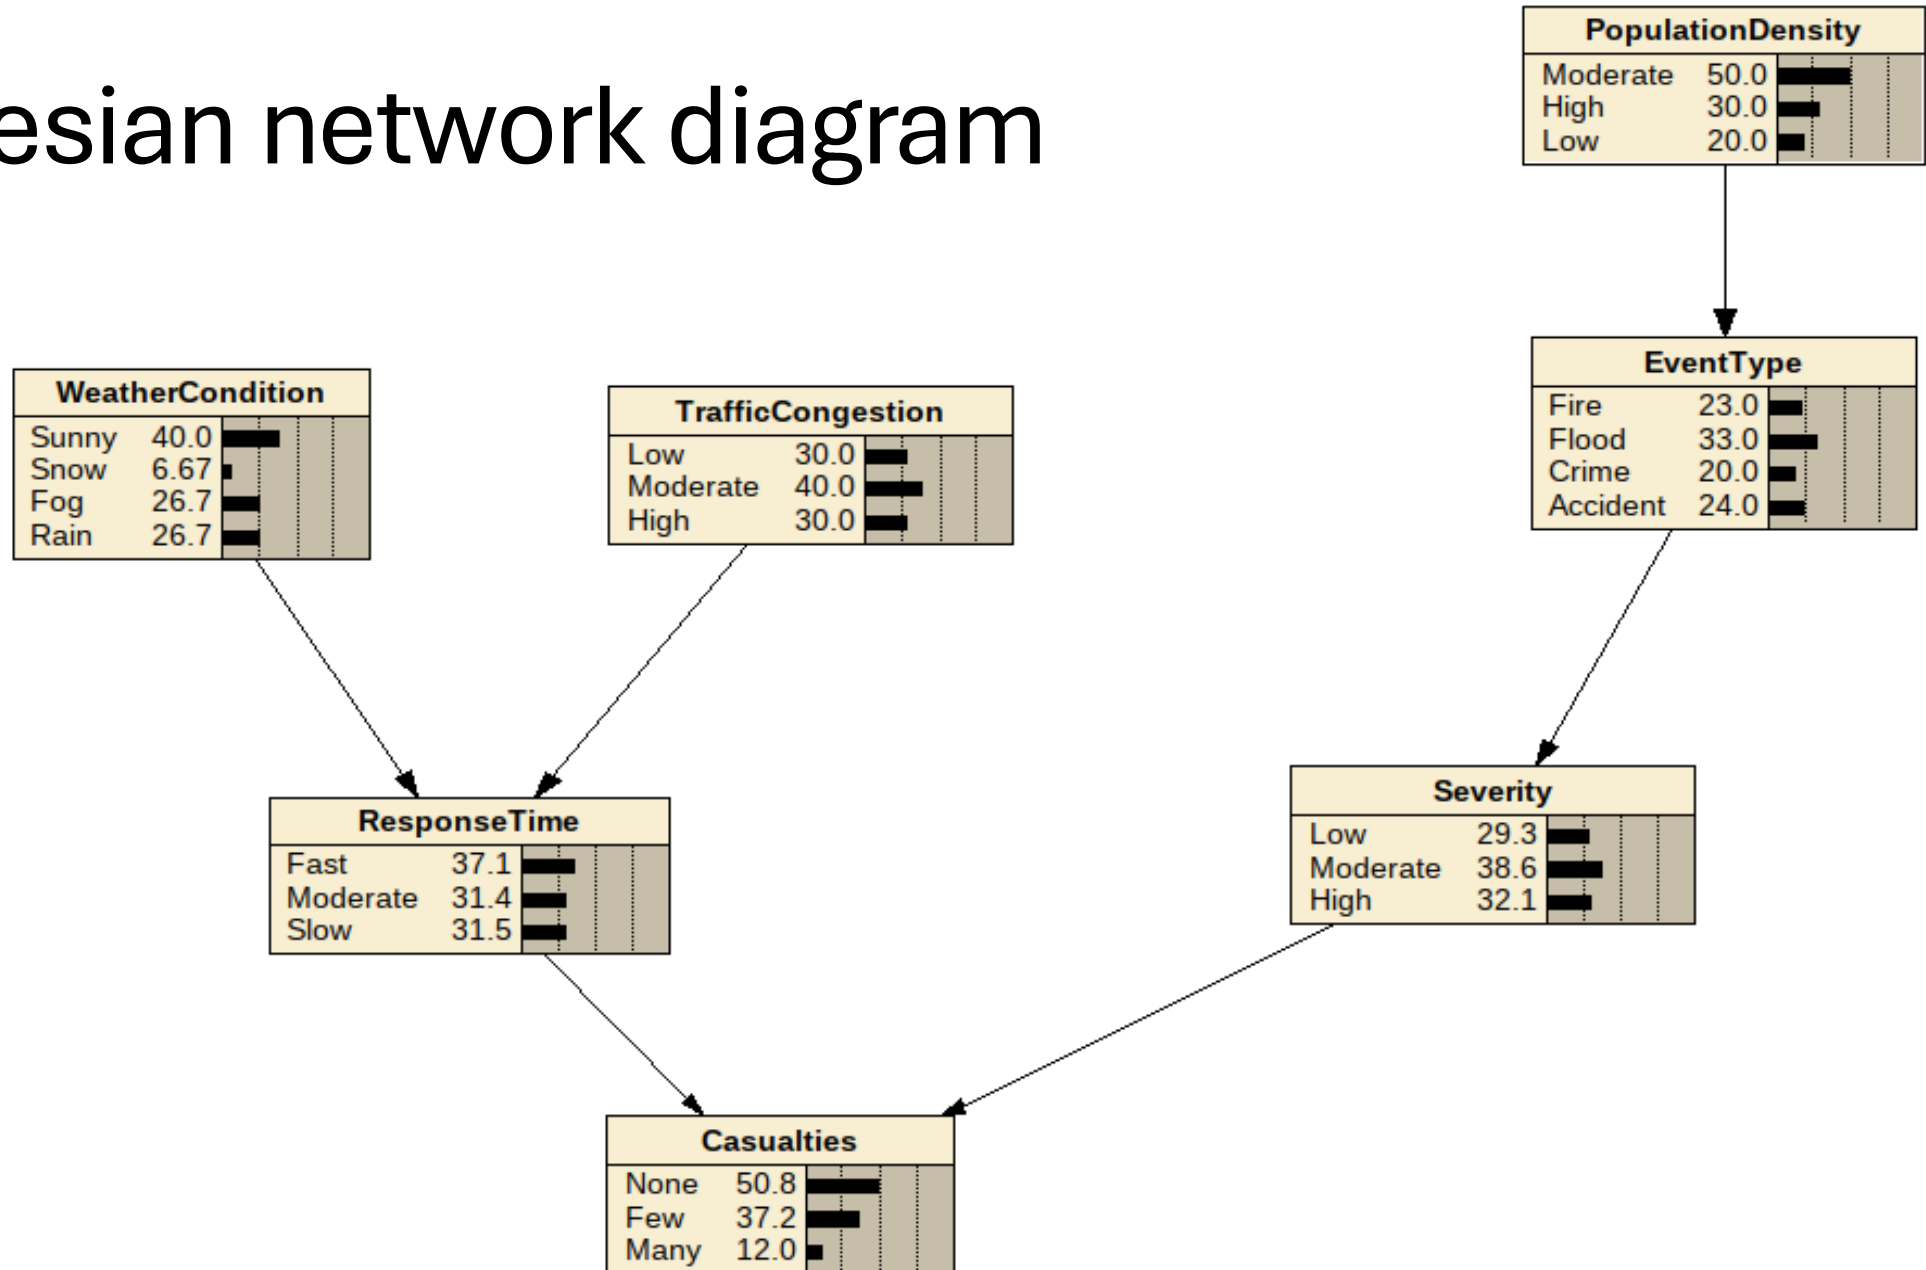 esian network diagram
PopulationDensity
Moderate 50.0
High 30.0
Low 20.0
WeatherCondition
Sunny 40.0
Snow 6.67
Fog 26.7
Rain 26.7
TrafficCongestion
Low 30.0
Moderate 40.0
High 30.0
EventType
Fire 23.0
Flood 33.0
Crime 20.0
Accident 24.0
ResponseTime
Fast 37.1
Moderate 31.4
Slow 31.5
Severity
Low 29.3
Moderate 38.6
High 32.1
Casualties
None 50.8
Few 37.2
Many 12.0